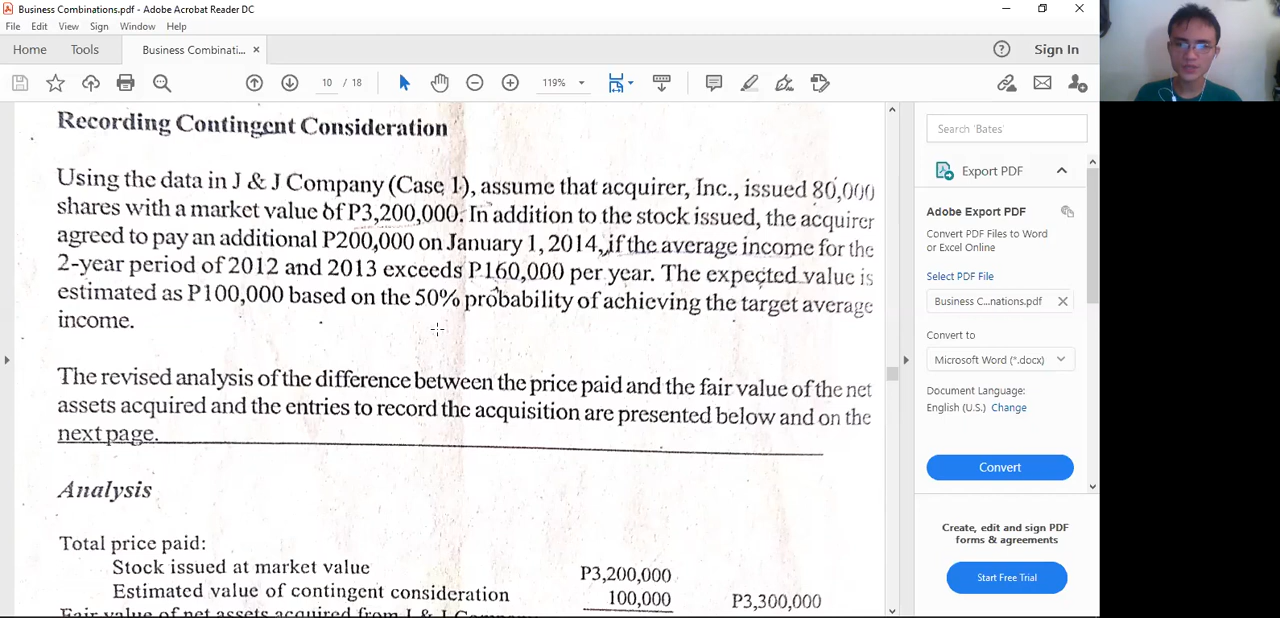 Business Combinations.pdf - Adobe Acrobat Reader DC
File Edit View Sign Window Help
Home Tools Business Combinati... ×
Sign In
10 / 18 119%
Recording Contingent Consideration
Using the data in J & J Company (Case 1), assume that acquirer, Inc., issued 80,000
shares with a market value of P3,200,000. In addition to the stock issued, the acquirer
agreed to pay an additional P200,000 on January 1, 2014, if the average income for the
2-year period of 2012 and 2013 exceeds P160,000 per year. The expected value is
estimated as P100,000 based on the 50% probability of achieving the target average
income.
The revised analysis of the difference between the price paid and the fair value of the net
assets acquired and the entries to record the acquisition are presented below and on the
next page.
Analysis
Total price paid:
Stock issued at market value P3,200,000
Estimated value of contingent consideration 100,000 P3,300,000
Fair value of net assets acquired from J & J Company
Search 'Bates'
Export PDF
Adobe Export PDF
Convert PDF Files to Word
or Excel Online
Select PDF File
Business C...nations.pdf
Convert to
Microsoft Word (*.docx)
Document Language:
English (U.S.) Change
Convert
Create, edit and sign PDF
forms & agreements
Start Free Trial